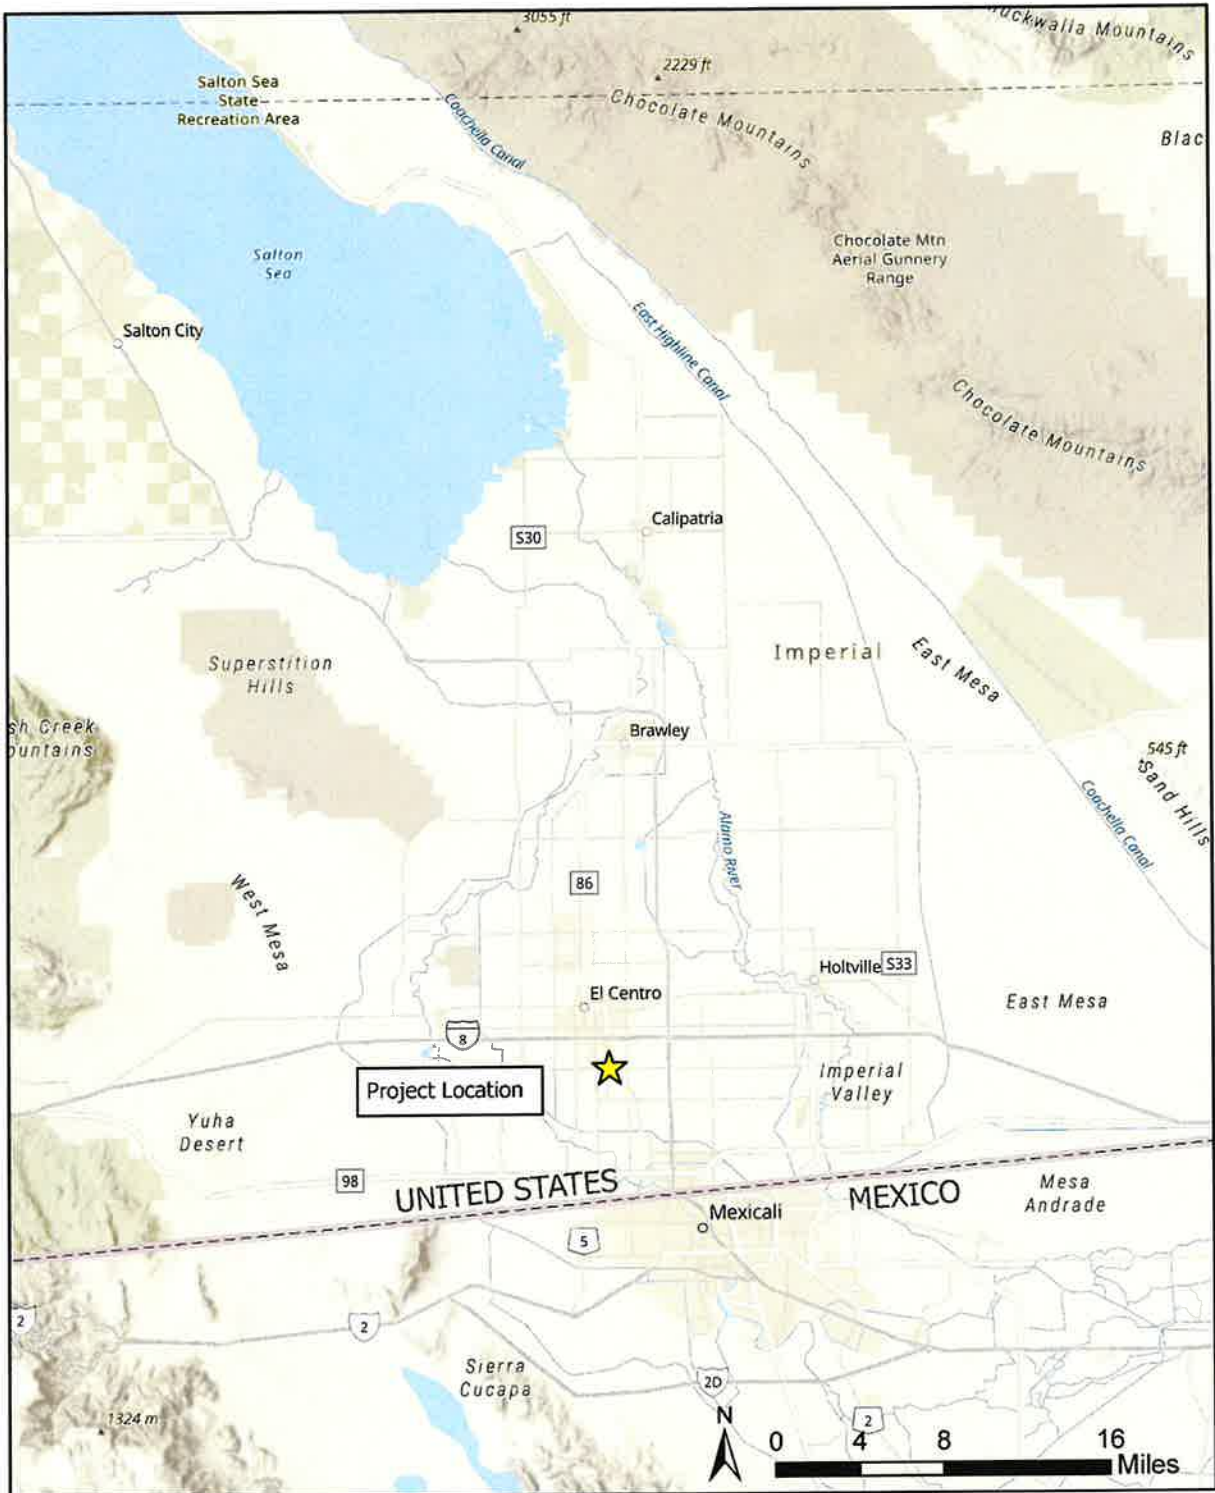 3055 ft
uckwalla Mountains
2229 ft
Salton Sea
State
Recreation Area
Coachella Canal
Chocolate Mountains
Blac
Chocolate Mtn
Aerial Gunnery
Range
Salton
Sea
Salton City
East Highline Canal
Chocolate Mountains
Calipatria
S30
Imperial
East Mesa
Superstition
Hills
sh Creek
ountains
Brawley
545 ft
Sand Hills
Coachella Canal
Alamo River
86
West Mesa
Holtville
S33
El Centro
East Mesa
8
Project Location
Imperial
Valley
Yuha
Desert
98
UNITED STATES
MEXICO
Mesa
Andrade
Mexicali
5
2
2
Sierra
Cucapa
2D
1324 m
2
N
0 4 8 16
Miles